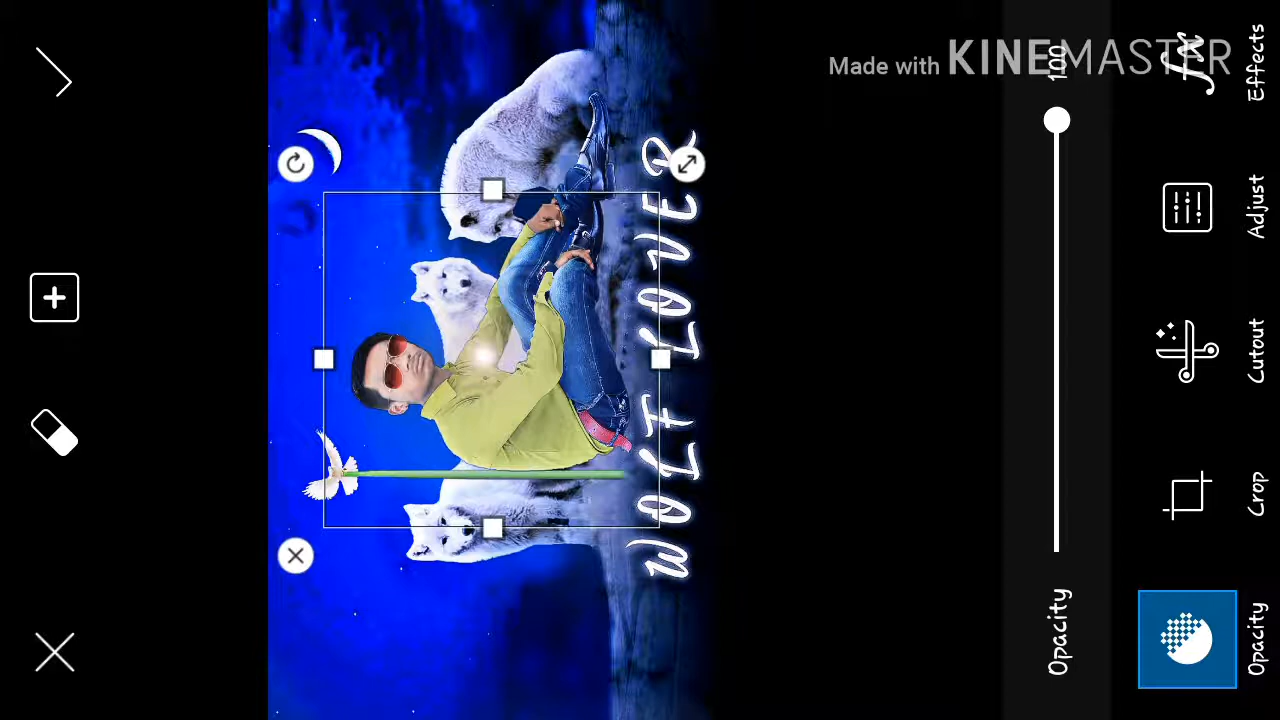 Made with KINEMASTER
100
Effects
Adjust
Cutout
Crop
Opacity
Opacity
WOLF LOVER